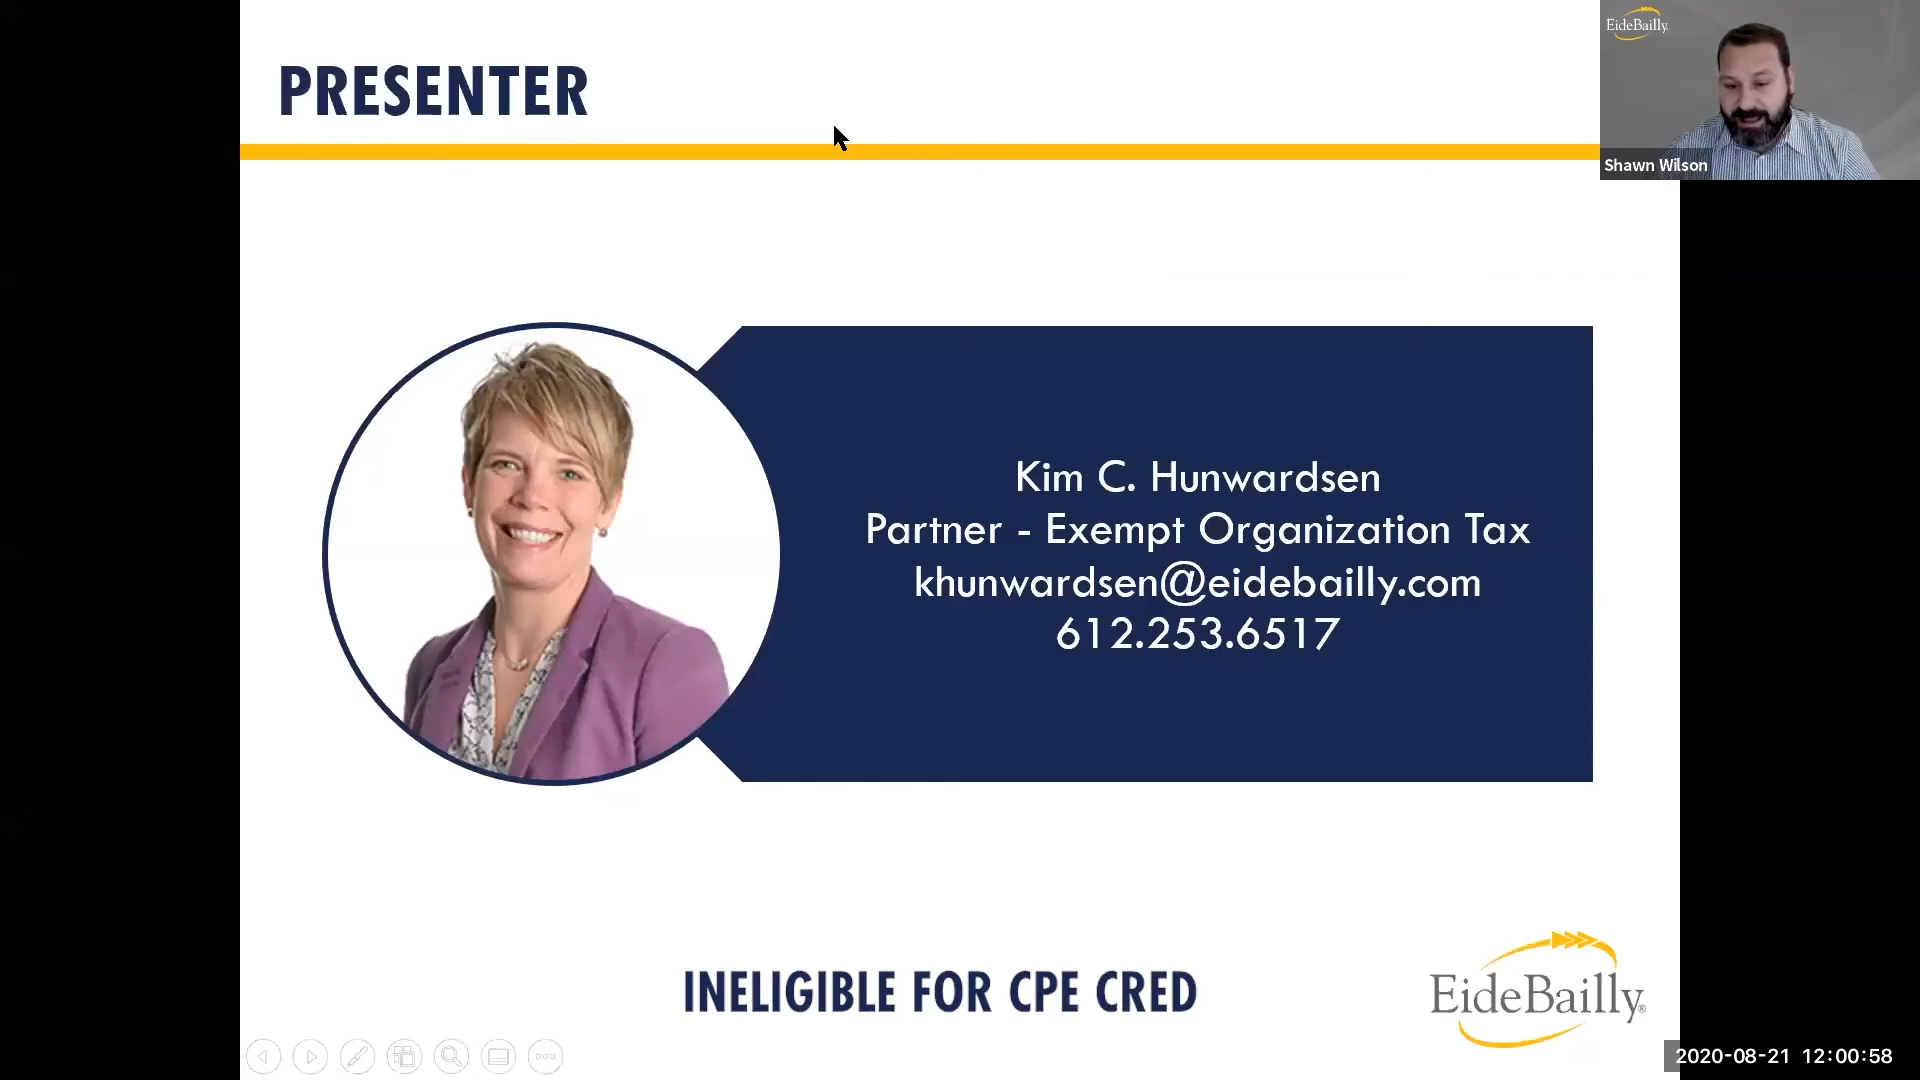 PRESENTER
EideBailly
Shawn Wilson
Kim C. Hunwardsen
Partner - Exempt Organization Tax
khunwardsen@eidebailly.com
612.253.6517
INELIGIBLE FOR CPE CRED
EideBailly®
2020-08-21 12:00:58